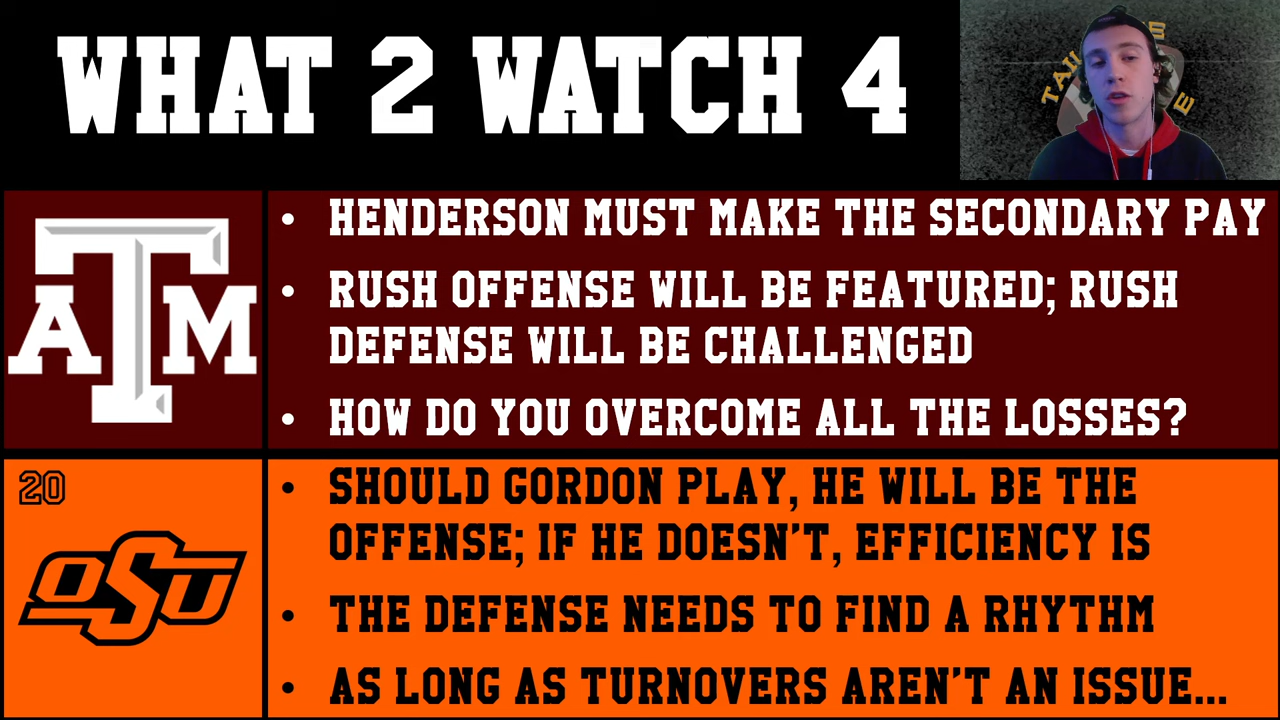 WHAT 2 WATCH 4
ATM
• HENDERSON MUST MAKE THE SECONDARY PAY
• RUSH OFFENSE WILL BE FEATURED; RUSH
DEFENSE WILL BE CHALLENGED
• HOW DO YOU OVERCOME ALL THE LOSSES?
20
OSU
• SHOULD GORDON PLAY, HE WILL BE THE
OFFENSE; IF HE DOESN'T, EFFICIENCY IS
• THE DEFENSE NEEDS TO FIND A RHYTHM
• AS LONG AS TURNOVERS AREN'T AN ISSUE...